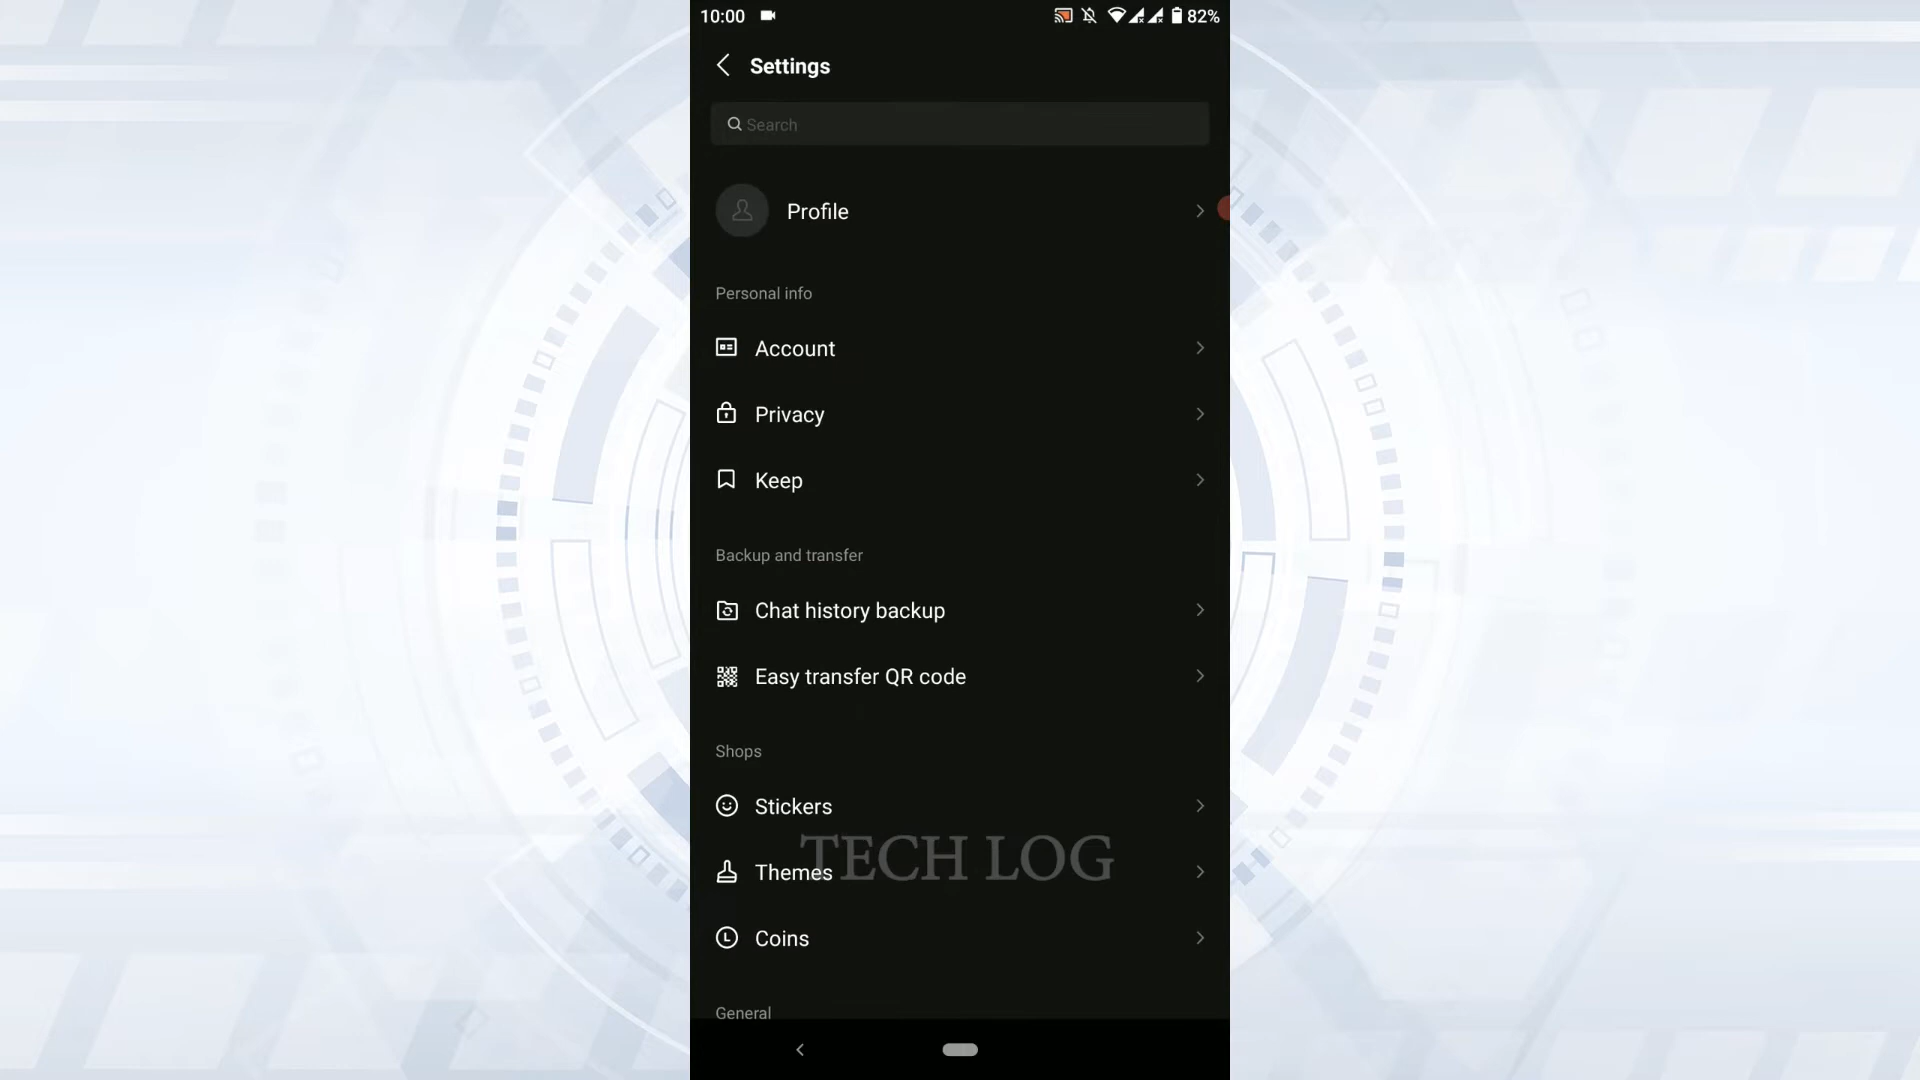 10:00
82%
Settings
Search
Profile
Personal info
Account
Privacy
Keep
Backup and transfer
Chat history backup
Easy transfer QR code
Shops
Stickers
TECH LOG
Themes
Coins
General